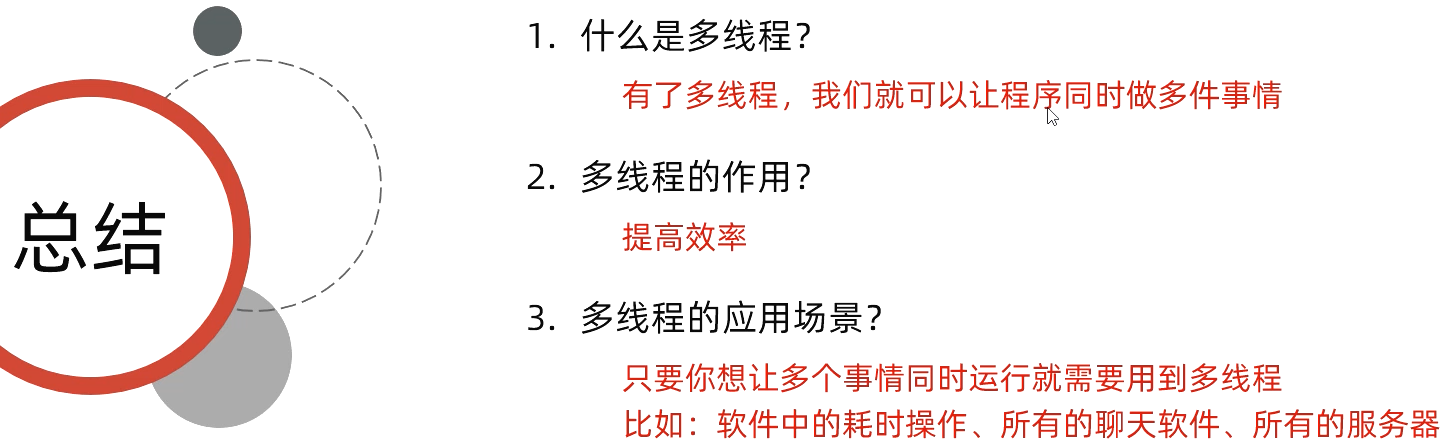 总结
1. 什么是多线程？
有了多线程，我们就可以让程序同时做多件事情
2. 多线程的作用？
提高效率
3. 多线程的应用场景？
只要你想让多个事情同时运行就需要用到多线程
比如：软件中的耗时操作、所有的聊天软件、所有的服务器